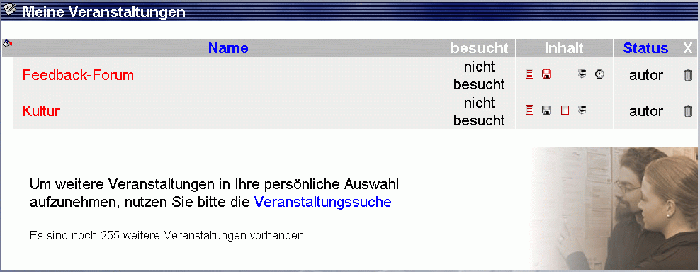 Meine Veranstaltungen
Name besucht Inhalt Status X
Feedback-Forum nicht besucht autor
Kultur nicht besucht autor
Um weitere Veranstaltungen in Ihre persönliche Auswahl
aufzunehmen, nutzen Sie bitte die Veranstaltungssuche
Es sind noch 255 weitere Veranstaltungen vorhanden